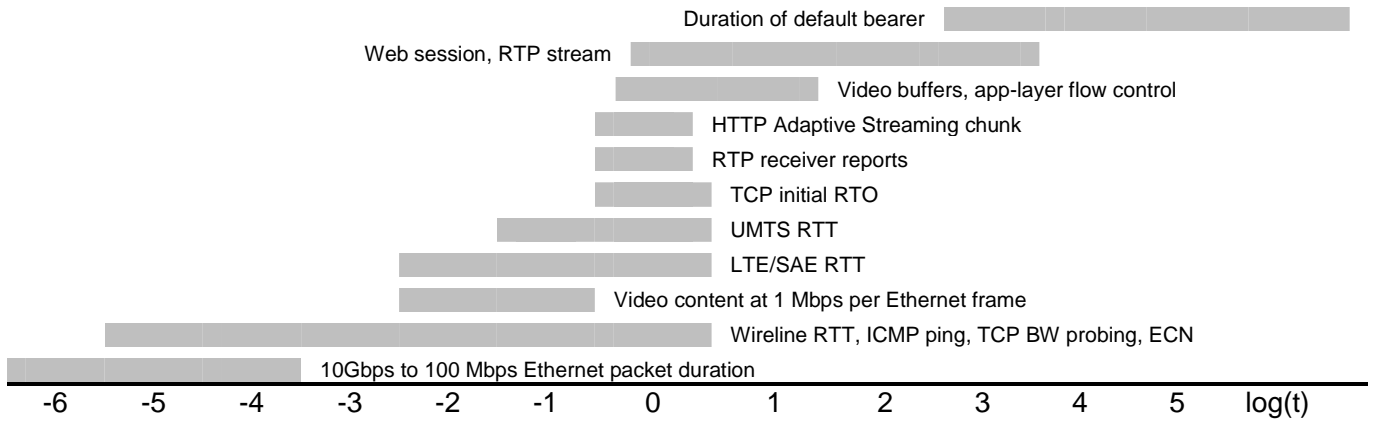 Duration of default bearer
Web session, RTP stream
Video buffers, app-layer flow control
HTTP Adaptive Streaming chunk
RTP receiver reports
TCP initial RTO
UMTS RTT
LTE/SAE RTT
Video content at 1 Mbps per Ethernet frame
Wireline RTT, ICMP ping, TCP BW probing, ECN
10Gbps to 100 Mbps Ethernet packet duration
-6 -5 -4 -3 -2 -1 0 1 2 3 4 5 log(t)